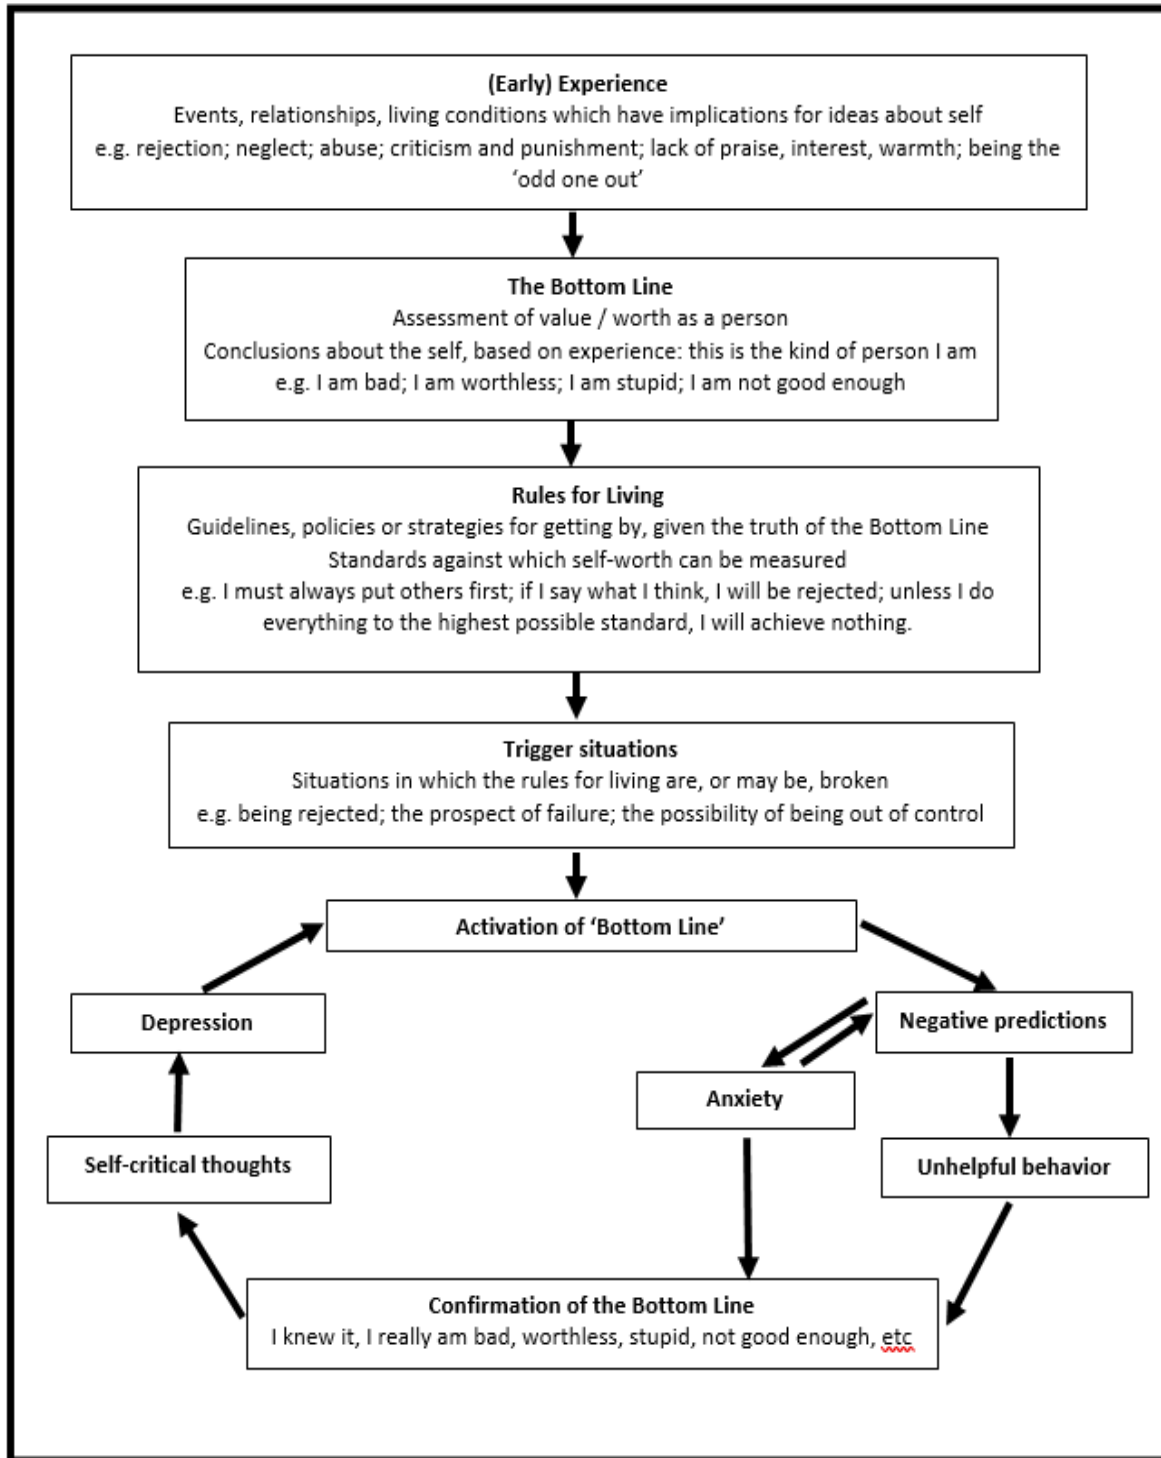 (Early) Experience
Events, relationships, living conditions which have implications for ideas about self
e.g. rejection; neglect; abuse; criticism and punishment; lack of praise, interest, warmth; being the
‘odd one out’
The Bottom Line
Assessment of value / worth as a person
Conclusions about the self, based on experience: this is the kind of person I am
e.g. I am bad; I am worthless; I am stupid; I am not good enough
Rules for Living
Guidelines, policies or strategies for getting by, given the truth of the Bottom Line
Standards against which self-worth can be measured
e.g. I must always put others first; if I say what I think, I will be rejected; unless I do
everything to the highest possible standard, I will achieve nothing.
Trigger situations
Situations in which the rules for living are, or may be, broken
e.g. being rejected; the prospect of failure; the possibility of being out of control
Activation of ‘Bottom Line’
Depression
Negative predictions
Anxiety
Self-critical thoughts
Unhelpful behavior
Confirmation of the Bottom Line
I knew it, I really am bad, worthless, stupid, not good enough, etc